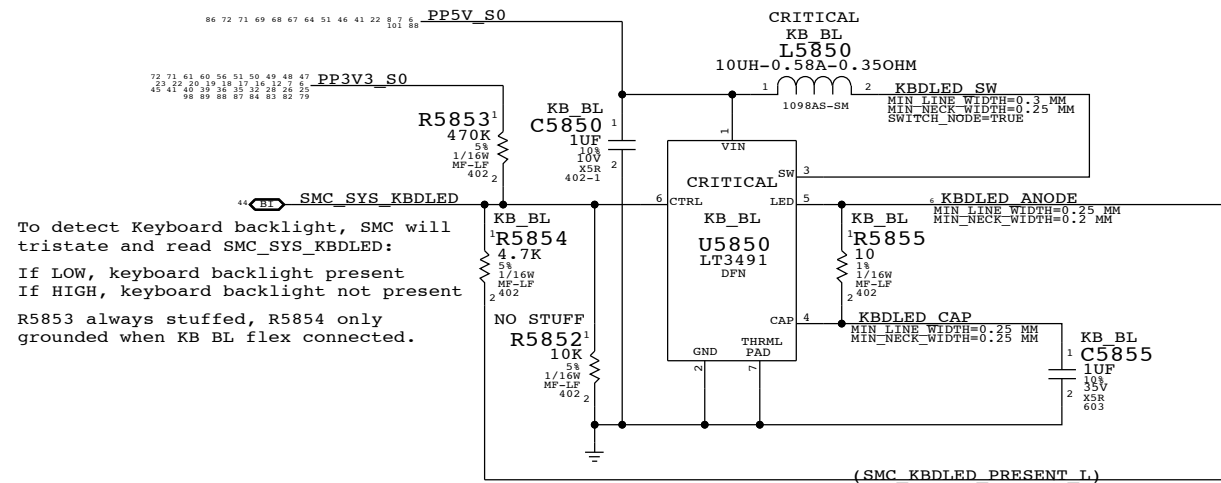 86 72 71 69 68 67 64 51 46 41 22 8 7 6
101 88
PP5V_S0
72 71 61 60 56 51 50 49 48 47
23 22 20 19 18 17 16 12 7 6
45 41 40 39 36 35 32 28 26 25
98 89 88 87 84 83 82 79
PP3V3_S0
CRITICAL
KB_BL
L5850
10UH-0.58A-0.35OHM
1 2
1098AS-SM
KBDLED_SW
MIN_LINE_WIDTH=0.3 MM
MIN_NECK_WIDTH=0.25 MM
SWITCH_NODE=TRUE
R5853
1
470K
5%
1/16W
MF-LF
402
2
KB_BL
C5850
1
1UF
10%
10V
X5R
402-1
2
1
VIN
SW 3
CRITICAL
6 CTRL
LED 5
KB_BL
U5850
LT3491
DFN
CAP 4
GND
THRML
PAD
2
7
44 BI
SMC_SYS_KBDLED
6 KBDLED_ANODE
MIN_LINE_WIDTH=0.25 MM
MIN_NECK_WIDTH=0.2 MM
To detect Keyboard backlight, SMC will
tristate and read SMC_SYS_KBDLED:
If LOW, keyboard backlight present
If HIGH, keyboard backlight not present
R5853 always stuffed, R5854 only
grounded when KB BL flex connected.
KB_BL
1
R5854
4.7K
5%
1/16W
MF-LF
402
2
NO STUFF
R5852
1
10K
5%
1/16W
MF-LF
402
2
KB_BL
1
R5855
10
1%
1/16W
MF-LF
402
2
KBDLED_CAP
MIN_LINE_WIDTH=0.25 MM
MIN_NECK_WIDTH=0.25 MM
KB_BL
1
C5855
1UF
10%
35V
X5R
603
2
(SMC_KBDLED_PRESENT_L)